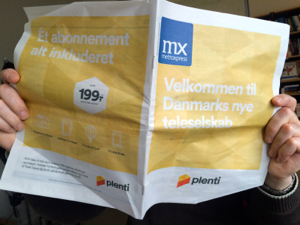 Et abonnement
alt inkluderet
199,-
plenti
mx
metroxpress
Velkommen til
Danmarks nye
teleselskab
plenti